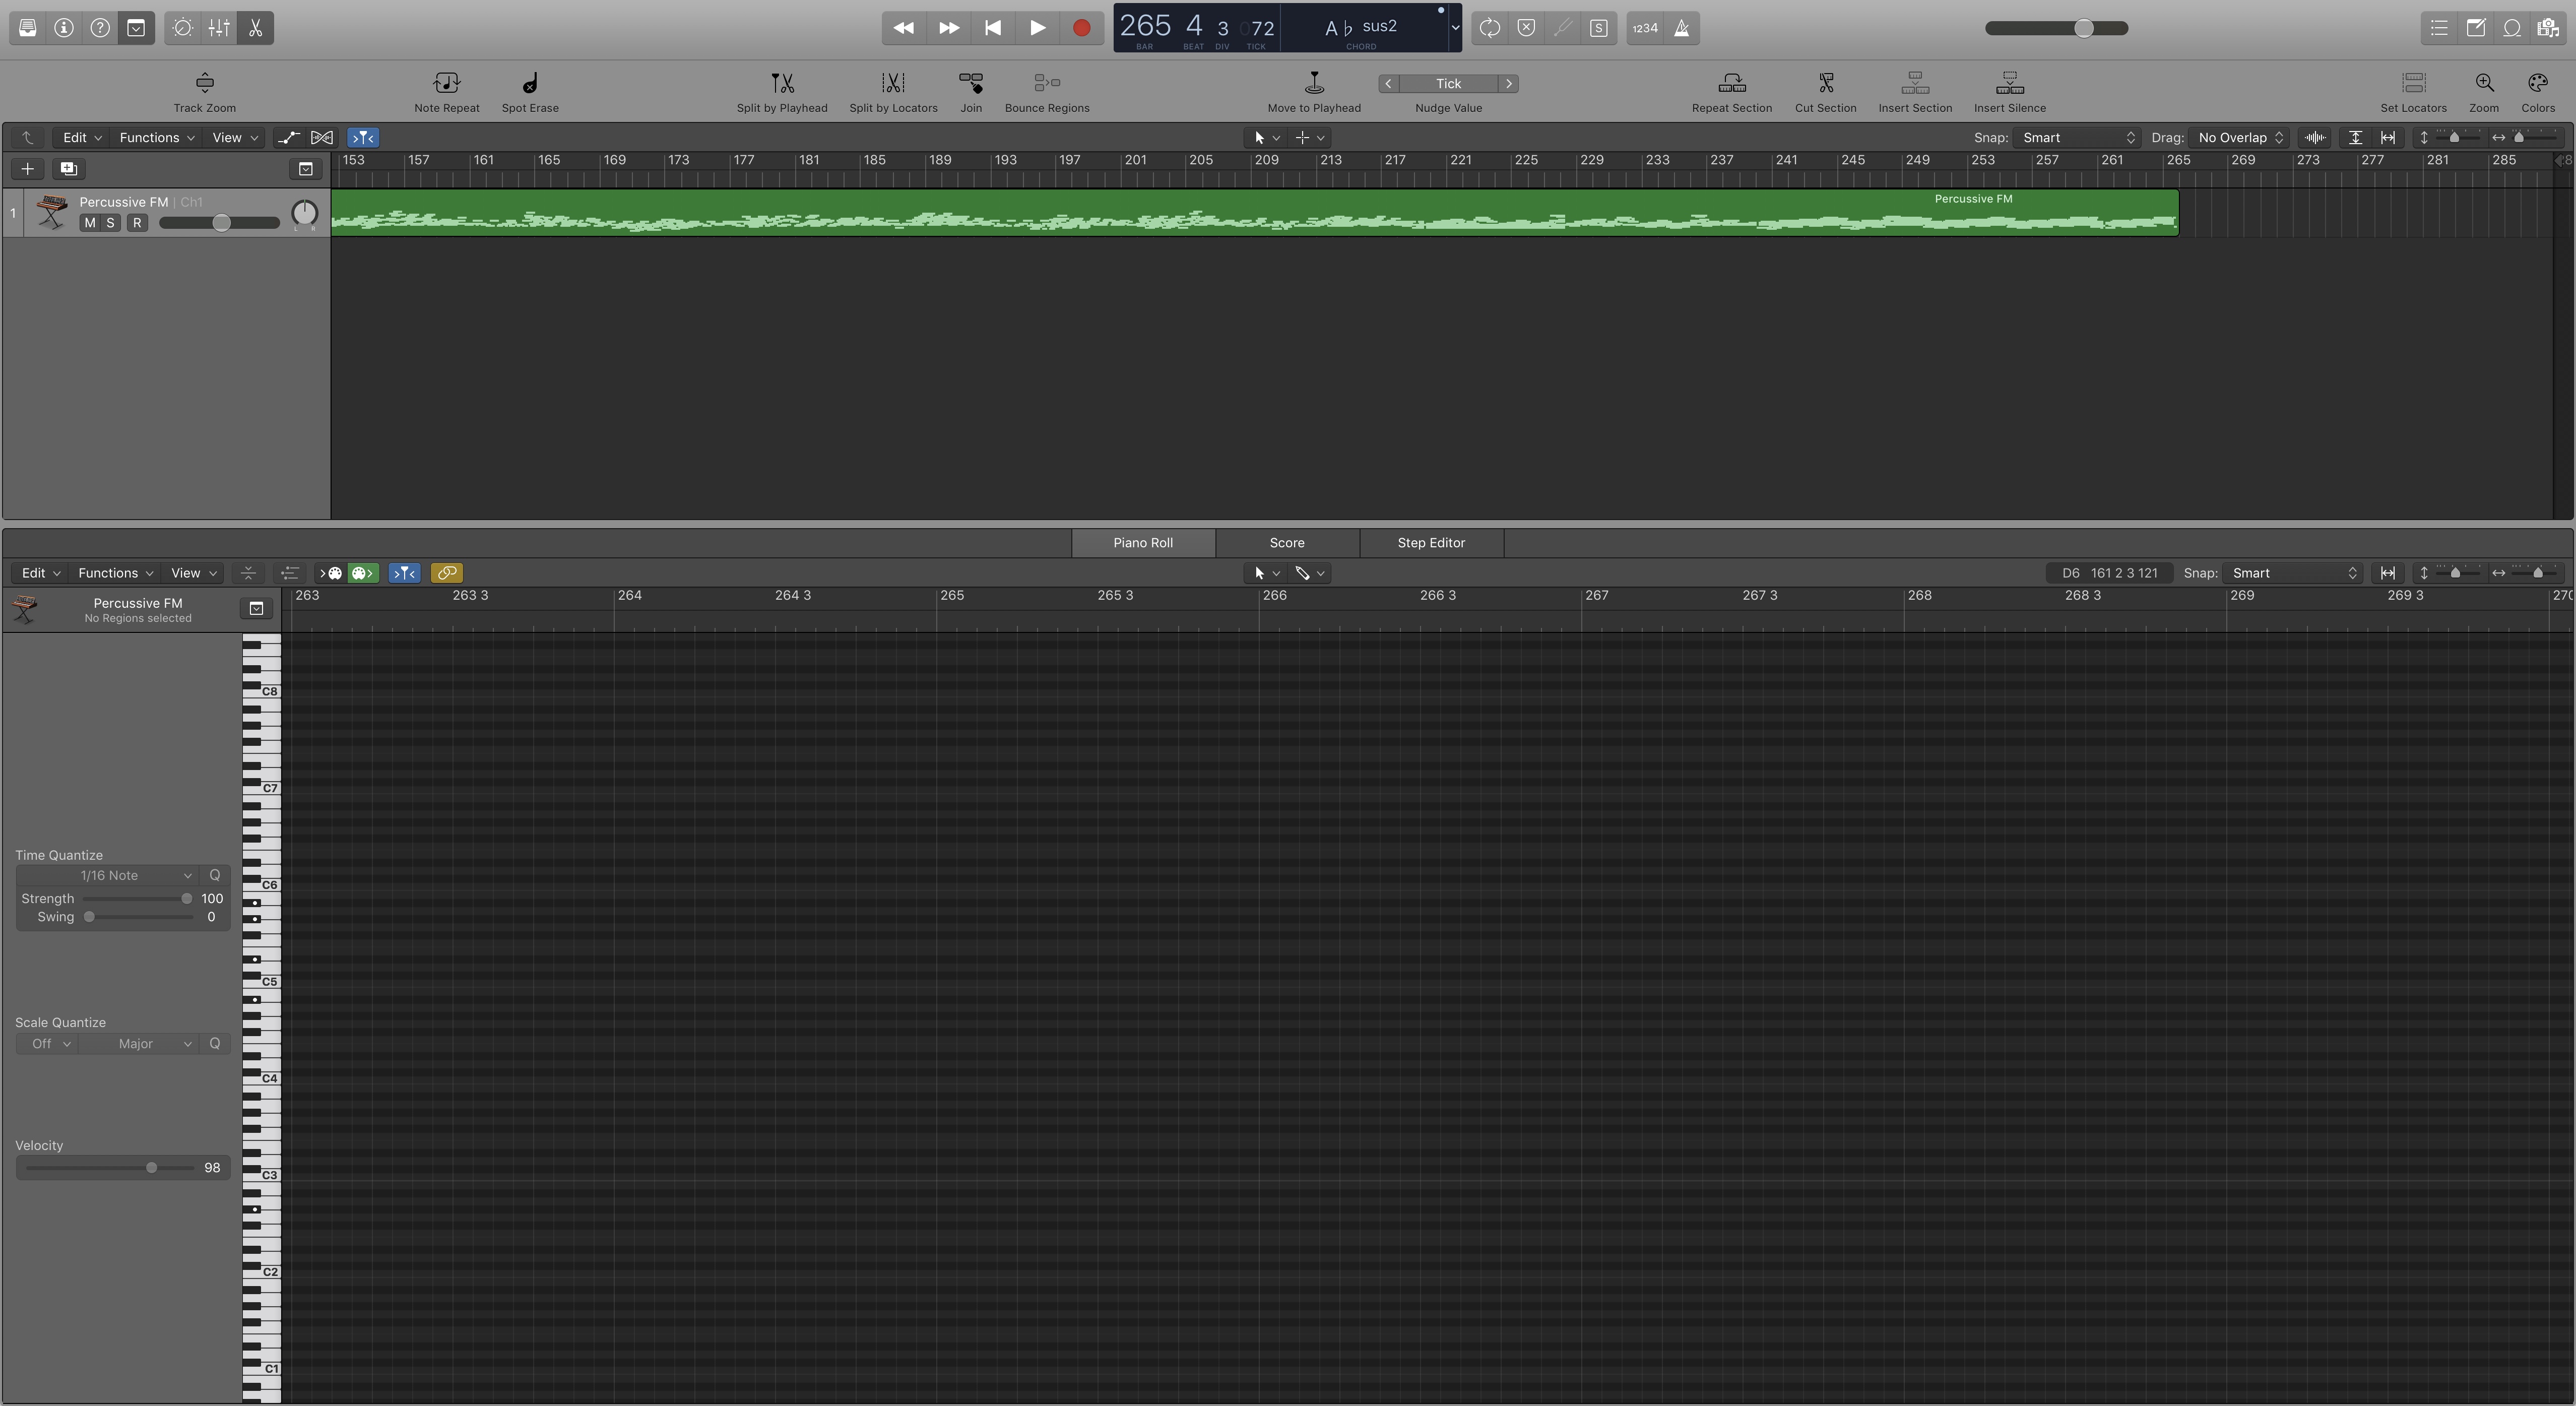 265 4 3 072 A♭ sus2
BAR BEAT DIV TICK CHORD
S 1234
Track Zoom Note Repeat Spot Erase Split by Playhead Split by Locators Join Bounce Regions Move to Playhead Tick Nudge Value Repeat Section Cut Section Insert Section Insert Silence Set Locators Zoom Colors
Edit Functions View Snap: Smart Drag: No Overlap
153 157 161 165 169 173 177 181 185 189 193 197 201 205 209 213 217 221 225 229 233 237 241 245 249 253 257 261 265 269 273 277 281 285
1 Percussive FM | Ch1 Percussive FM
M S R L R
Piano Roll Score Step Editor
Edit Functions View D6 161 2 3 121 Snap: Smart
263 263 3 264 264 3 265 265 3 266 266 3 267 267 3 268 268 3 269 269 3 270
Percussive FM
No Regions selected
C8
C7
Time Quantize
1/16 Note Q
C6
Strength 100
Swing 0
C5
Scale Quantize
Off Major Q
C4
Velocity
98
C3
C2
C1